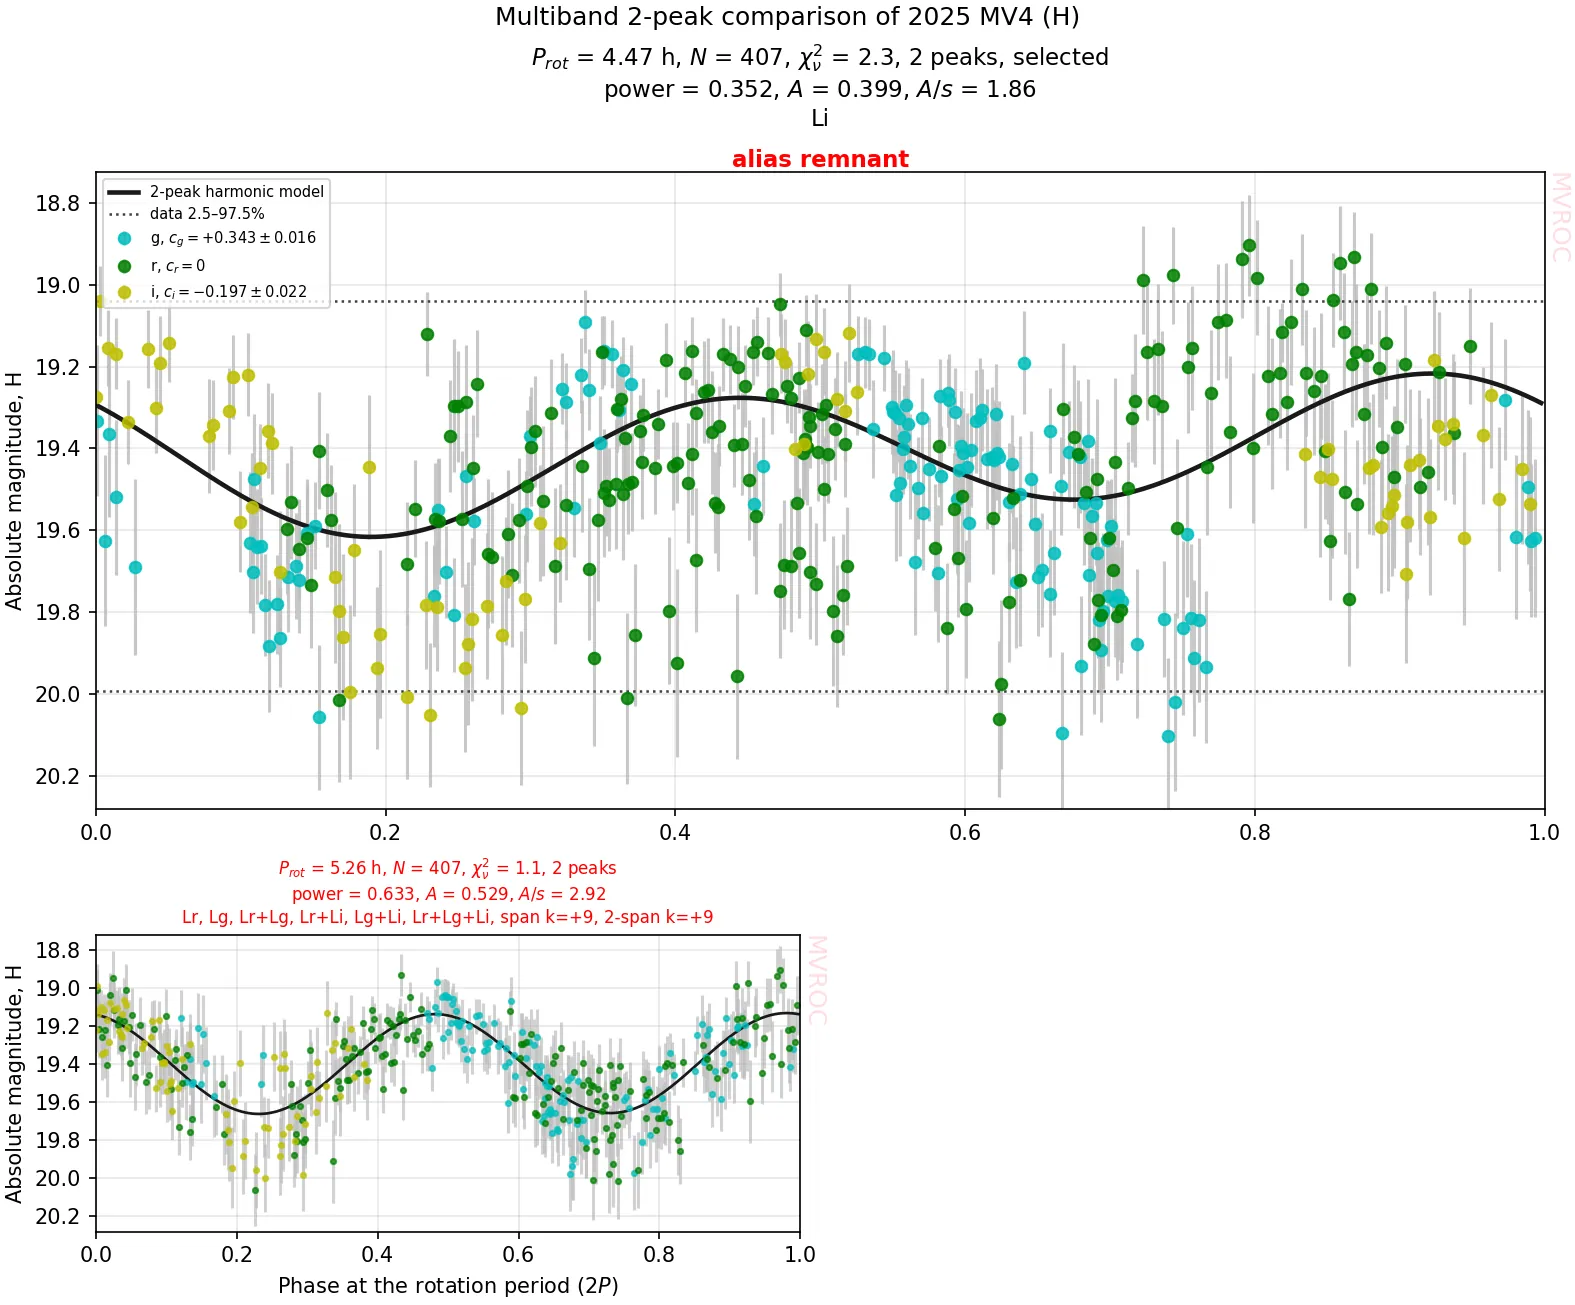 Multiband 2-peak comparison of 2025 MV4 (H)
P_rot = 4.47 h, N = 407, χ²_ν = 2.3, 2 peaks, selected
power = 0.352, A = 0.399, A/s = 1.86
Li
alias remnant
2-peak harmonic model
data 2.5–97.5%
g, c_g = +0.343 ± 0.016
r, c_r = 0
i, c_i = −0.197 ± 0.022
MVROC
Absolute magnitude, H
18.8
19.0
19.2
19.4
19.6
19.8
20.0
20.2
0.0 0.2 0.4 0.6 0.8 1.0
P_rot = 5.26 h, N = 407, χ²_ν = 1.1, 2 peaks
power = 0.633, A = 0.529, A/s = 2.92
Lr, Lg, Lr+Lg, Lr+Li, Lg+Li, Lr+Lg+Li, span k=+9, 2-span k=+9
MVROC
Absolute magnitude, H
18.8
19.0
19.2
19.4
19.6
19.8
20.0
20.2
0.0 0.2 0.4 0.6 0.8 1.0
Phase at the rotation period (2P)